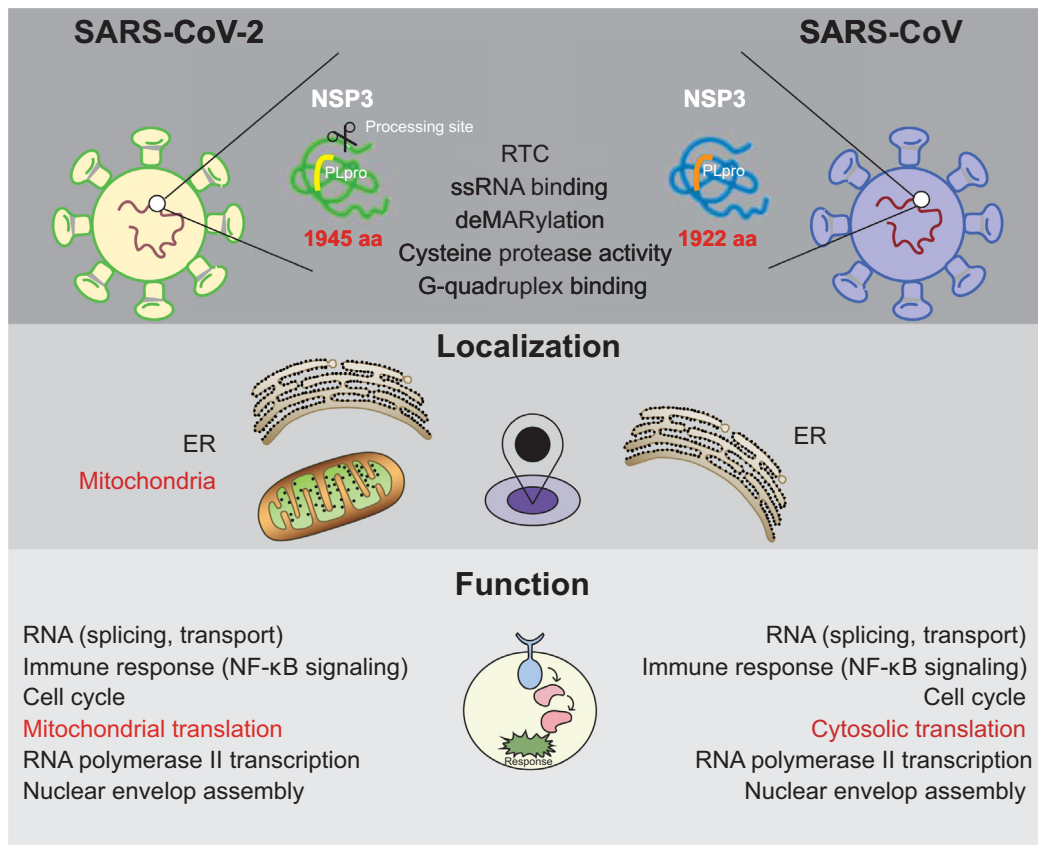 SARS-CoV-2
SARS-CoV
NSP3
Processing site
PLpro
1945 aa
RTC
ssRNA binding
deMARylation
Cysteine protease activity
G-quadruplex binding
NSP3
PLpro
1922 aa
Localization
ER
Mitochondria
ER
Function
RNA (splicing, transport)
Immune response (NF-κB signaling)
Cell cycle
Mitochondrial translation
RNA polymerase II transcription
Nuclear envelop assembly
Response
RNA (splicing, transport)
Immune response (NF-κB signaling)
Cell cycle
Cytosolic translation
RNA polymerase II transcription
Nuclear envelop assembly